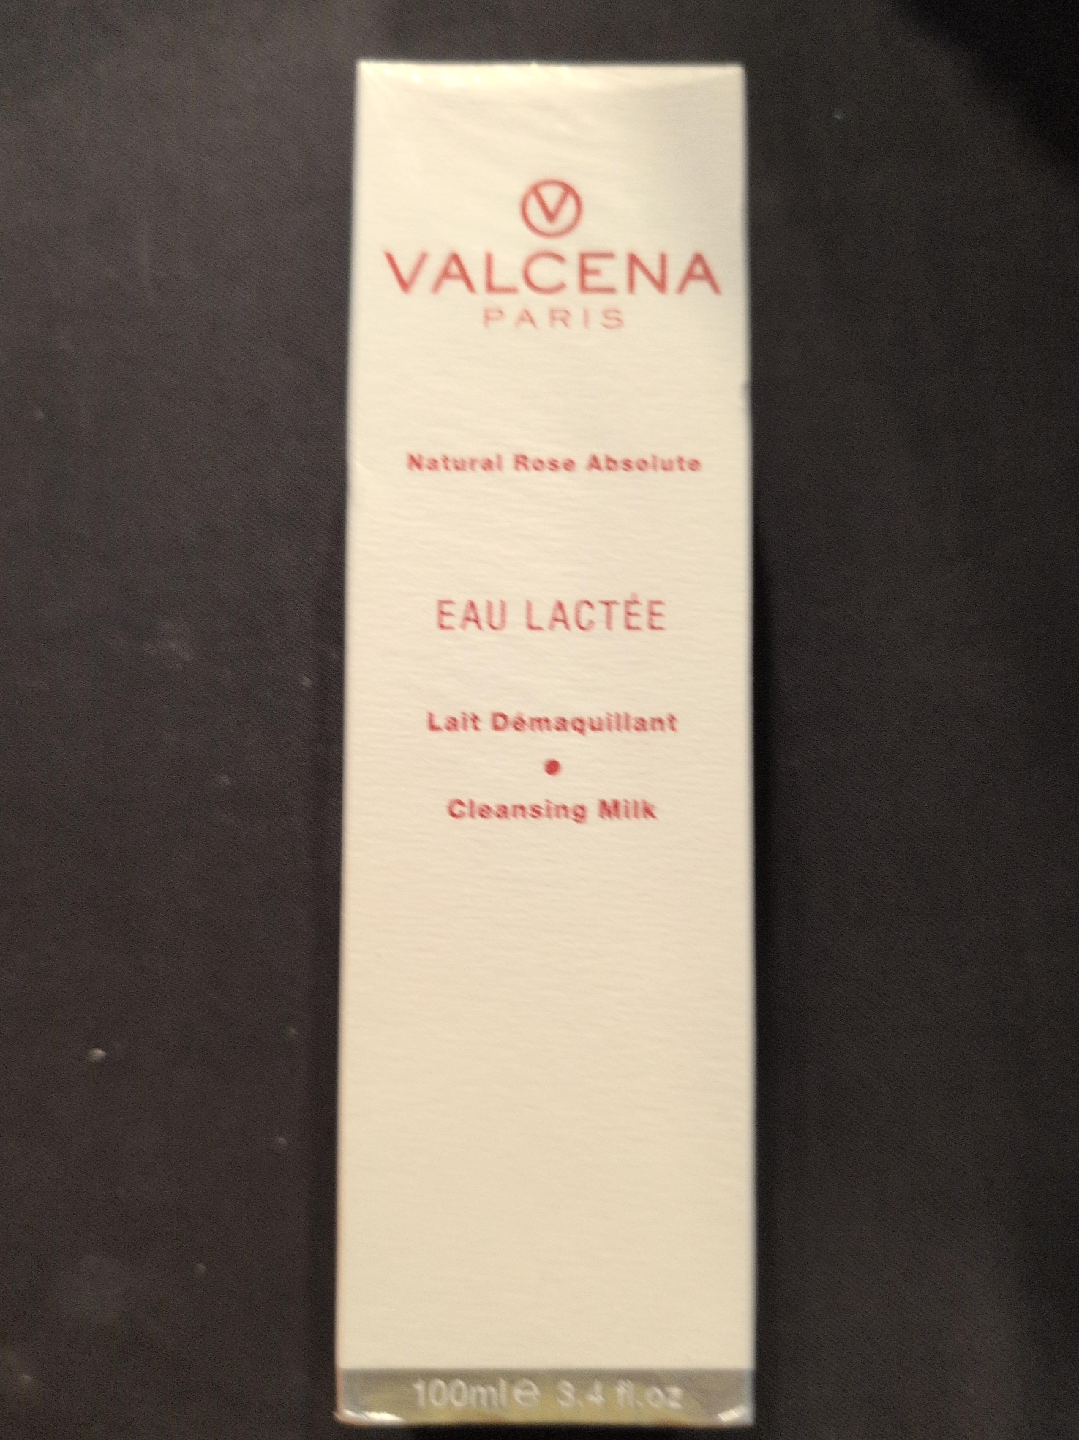 V
VALCENA
PARIS
Natural Rose Absolute
EAU LACTÉE
Lait Démaquillant
•
Cleansing Milk
100ml ℮ 3.4 fl.oz